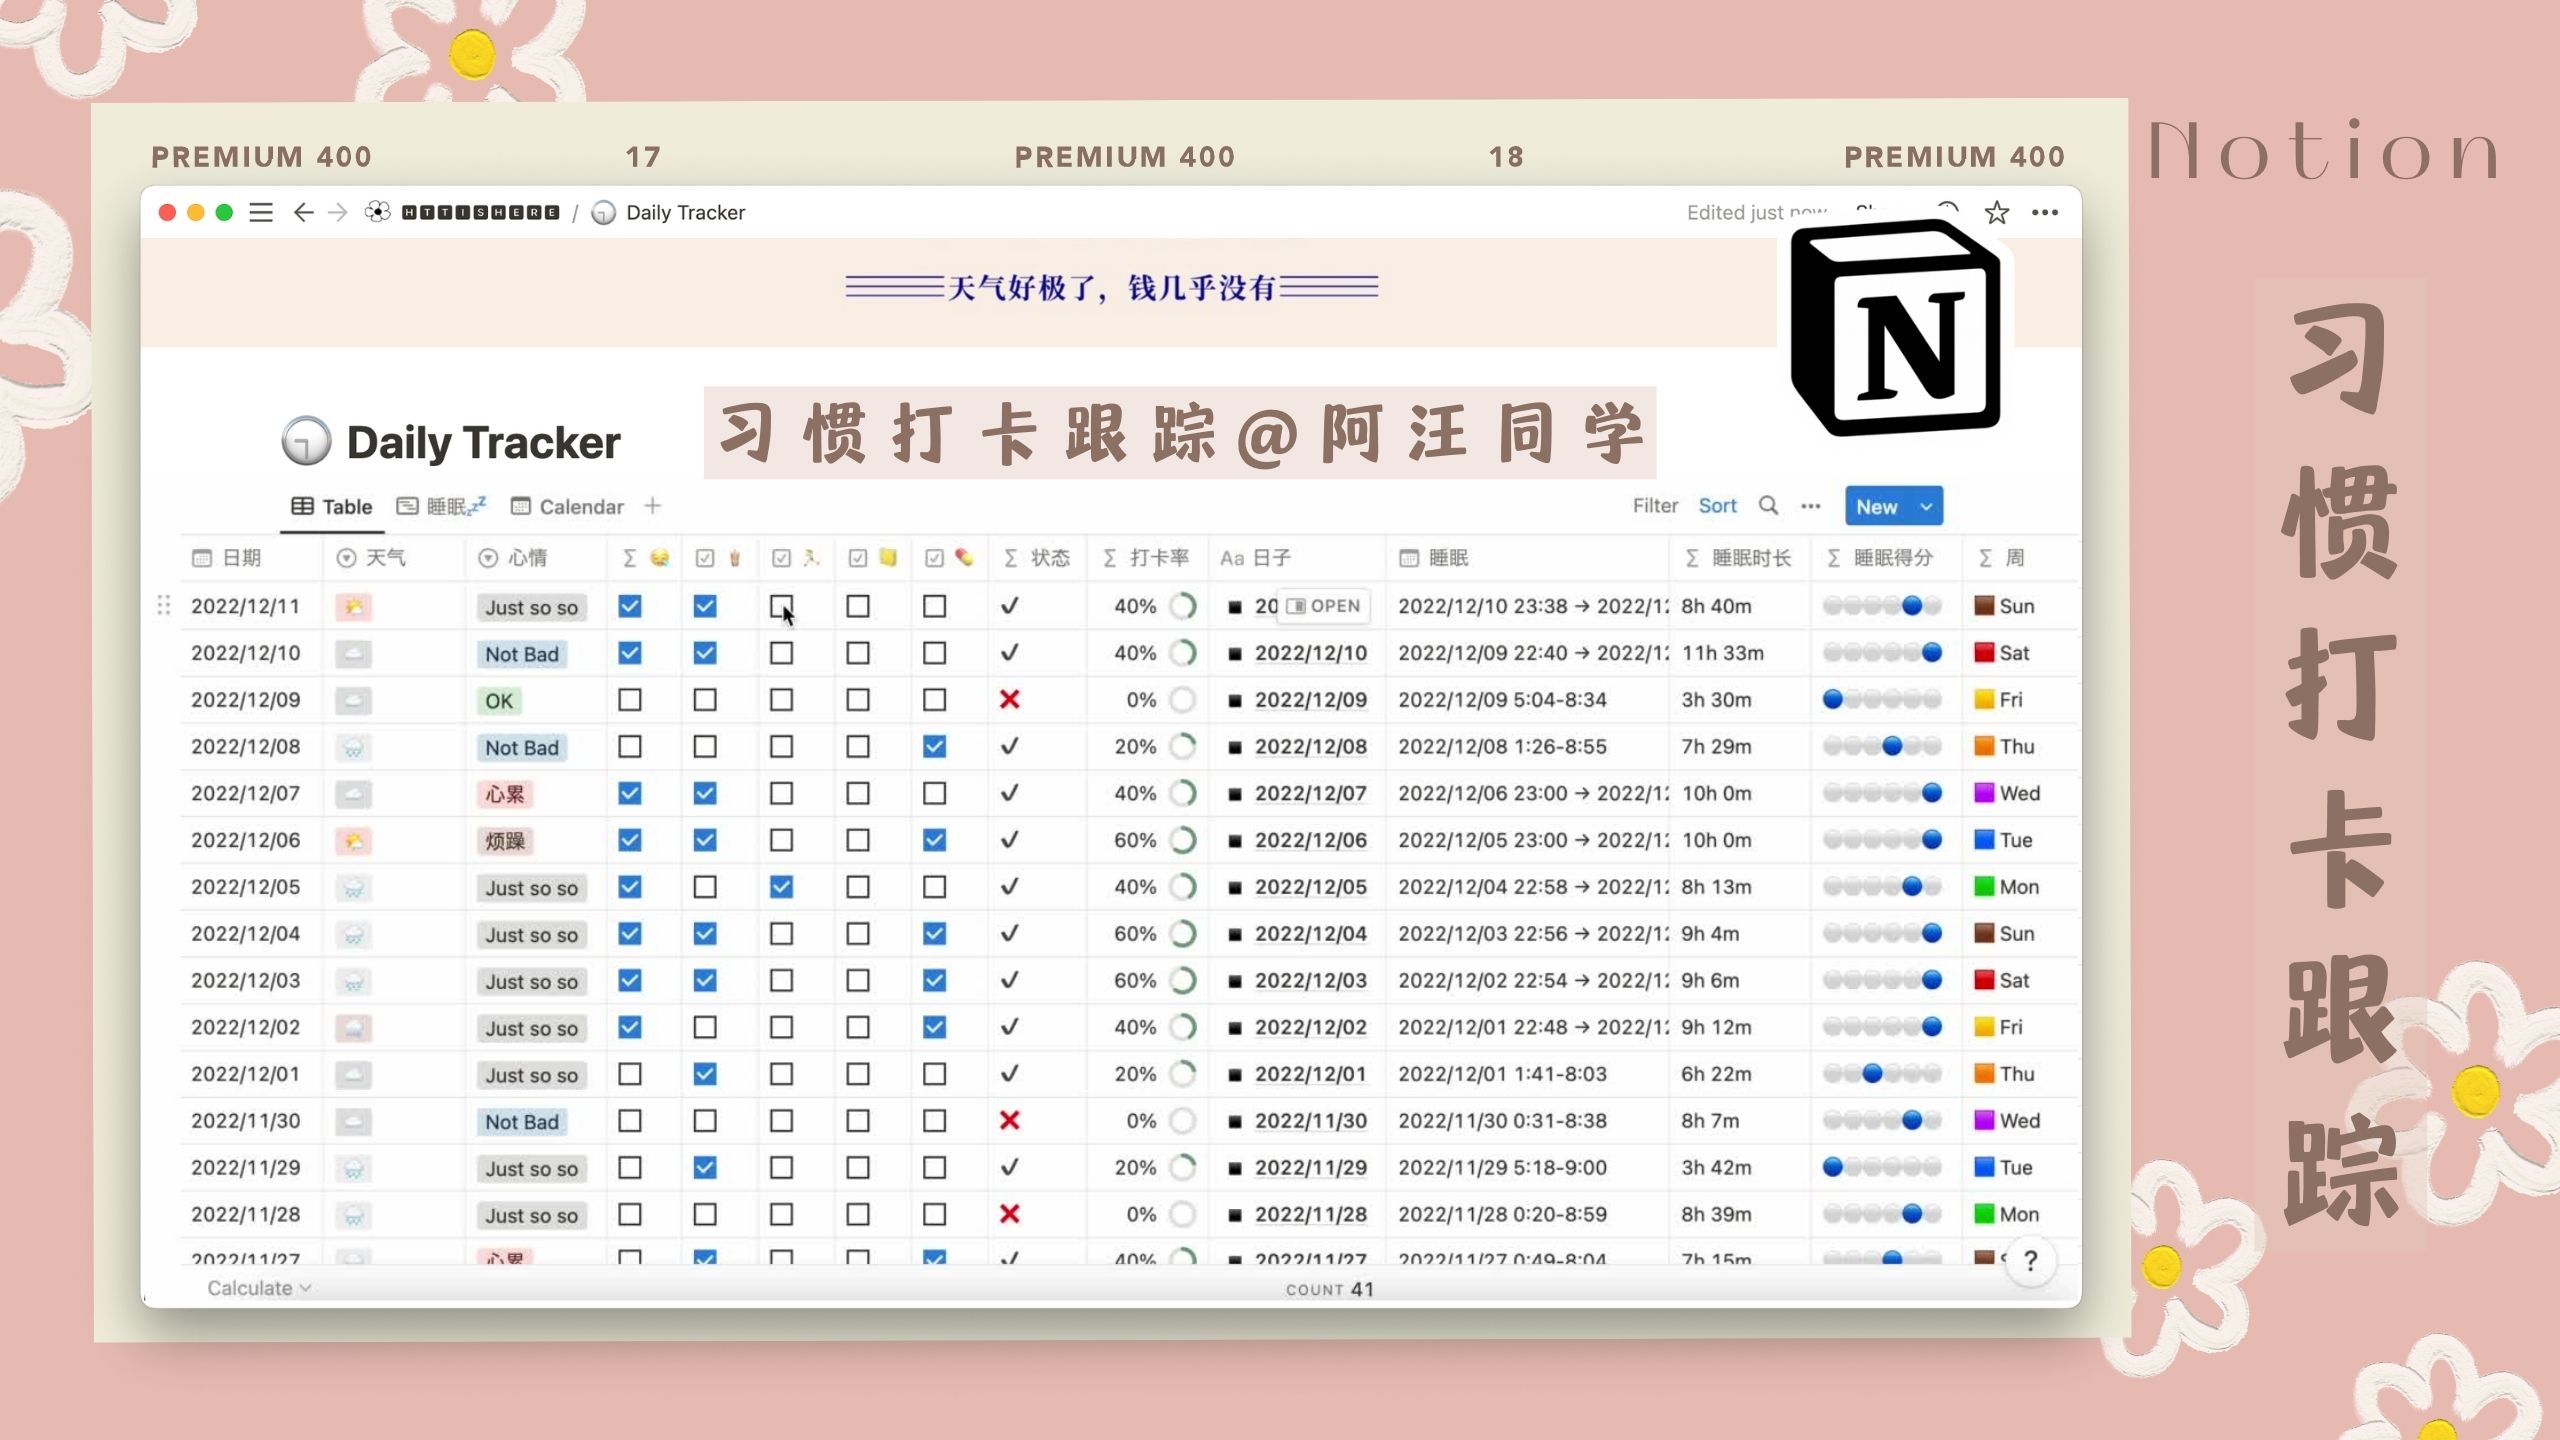 PREMIUM 400 17 PREMIUM 400 18 PREMIUM 400
Notion
HTTISHERE / Daily Tracker
Edited just now
天气好极了，钱几乎没有
N
习惯打卡跟踪@阿汪同学
Daily Tracker
Table 睡眠 Calendar +
Filter Sort ••• New
日期 天气 心情 Σ Σ 状态 Σ 打卡率 Aa 日子 睡眠 Σ 睡眠时长 Σ 睡眠得分 Σ 周
2022/12/11 Just so so 40% 20 OPEN 2022/12/10 23:38 → 2022/12 8h 40m Sun
2022/12/10 Not Bad 40% 2022/12/10 2022/12/09 22:40 → 2022/12 11h 33m Sat
2022/12/09 OK 0% 2022/12/09 2022/12/09 5:04-8:34 3h 30m Fri
2022/12/08 Not Bad 20% 2022/12/08 2022/12/08 1:26-8:55 7h 29m Thu
2022/12/07 心累 40% 2022/12/07 2022/12/06 23:00 → 2022/12 10h 0m Wed
2022/12/06 烦躁 60% 2022/12/06 2022/12/05 23:00 → 2022/12 10h 0m Tue
2022/12/05 Just so so 40% 2022/12/05 2022/12/04 22:58 → 2022/12 8h 13m Mon
2022/12/04 Just so so 60% 2022/12/04 2022/12/03 22:56 → 2022/12 9h 4m Sun
2022/12/03 Just so so 60% 2022/12/03 2022/12/02 22:54 → 2022/12 9h 6m Sat
2022/12/02 Just so so 40% 2022/12/02 2022/12/01 22:48 → 2022/12 9h 12m Fri
2022/12/01 Just so so 20% 2022/12/01 2022/12/01 1:41-8:03 6h 22m Thu
2022/11/30 Not Bad 0% 2022/11/30 2022/11/30 0:31-8:38 8h 7m Wed
2022/11/29 Just so so 20% 2022/11/29 2022/11/29 5:18-9:00 3h 42m Tue
2022/11/28 Just so so 0% 2022/11/28 2022/11/28 0:20-8:59 8h 39m Mon
2022/11/27 心累 40% 2022/11/27 2022/11/27 0:49-8:04 7h 15m
Calculate COUNT 41 ?
习惯打卡跟踪